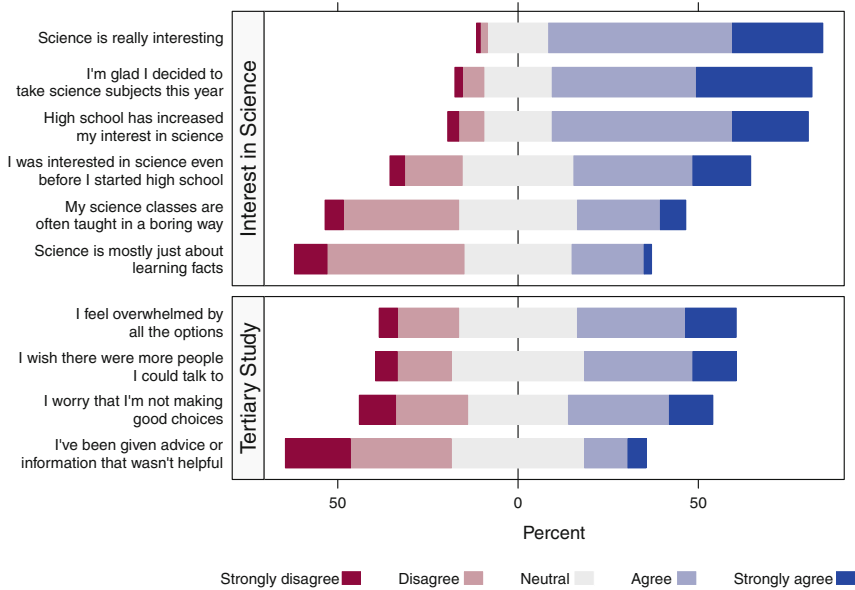 Science is really interesting
I'm glad I decided to
take science subjects this year
High school has increased
my interest in science
I was interested in science even
before I started high school
My science classes are
often taught in a boring way
Science is mostly just about
learning facts
Interest in Science
I feel overwhelmed by
all the options
I wish there were more people
I could talk to
I worry that I'm not making
good choices
I've been given advice or
information that wasn't helpful
Tertiary Study
50 0 50
Percent
Strongly disagree Disagree Neutral Agree Strongly agree